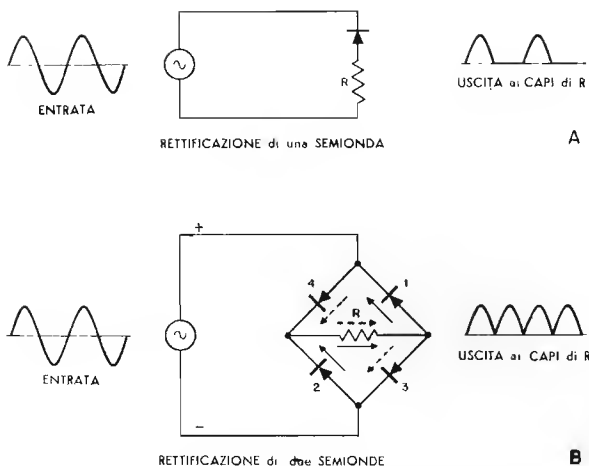 R
ENTRATA
USCITA ai CAPI di R
RETTIFICAZIONE di una SEMIONDA
A
+
4
1
R
2
3
ENTRATA
USCITA ai CAPI di R
−
RETTIFICAZIONE di due SEMIONDE
B